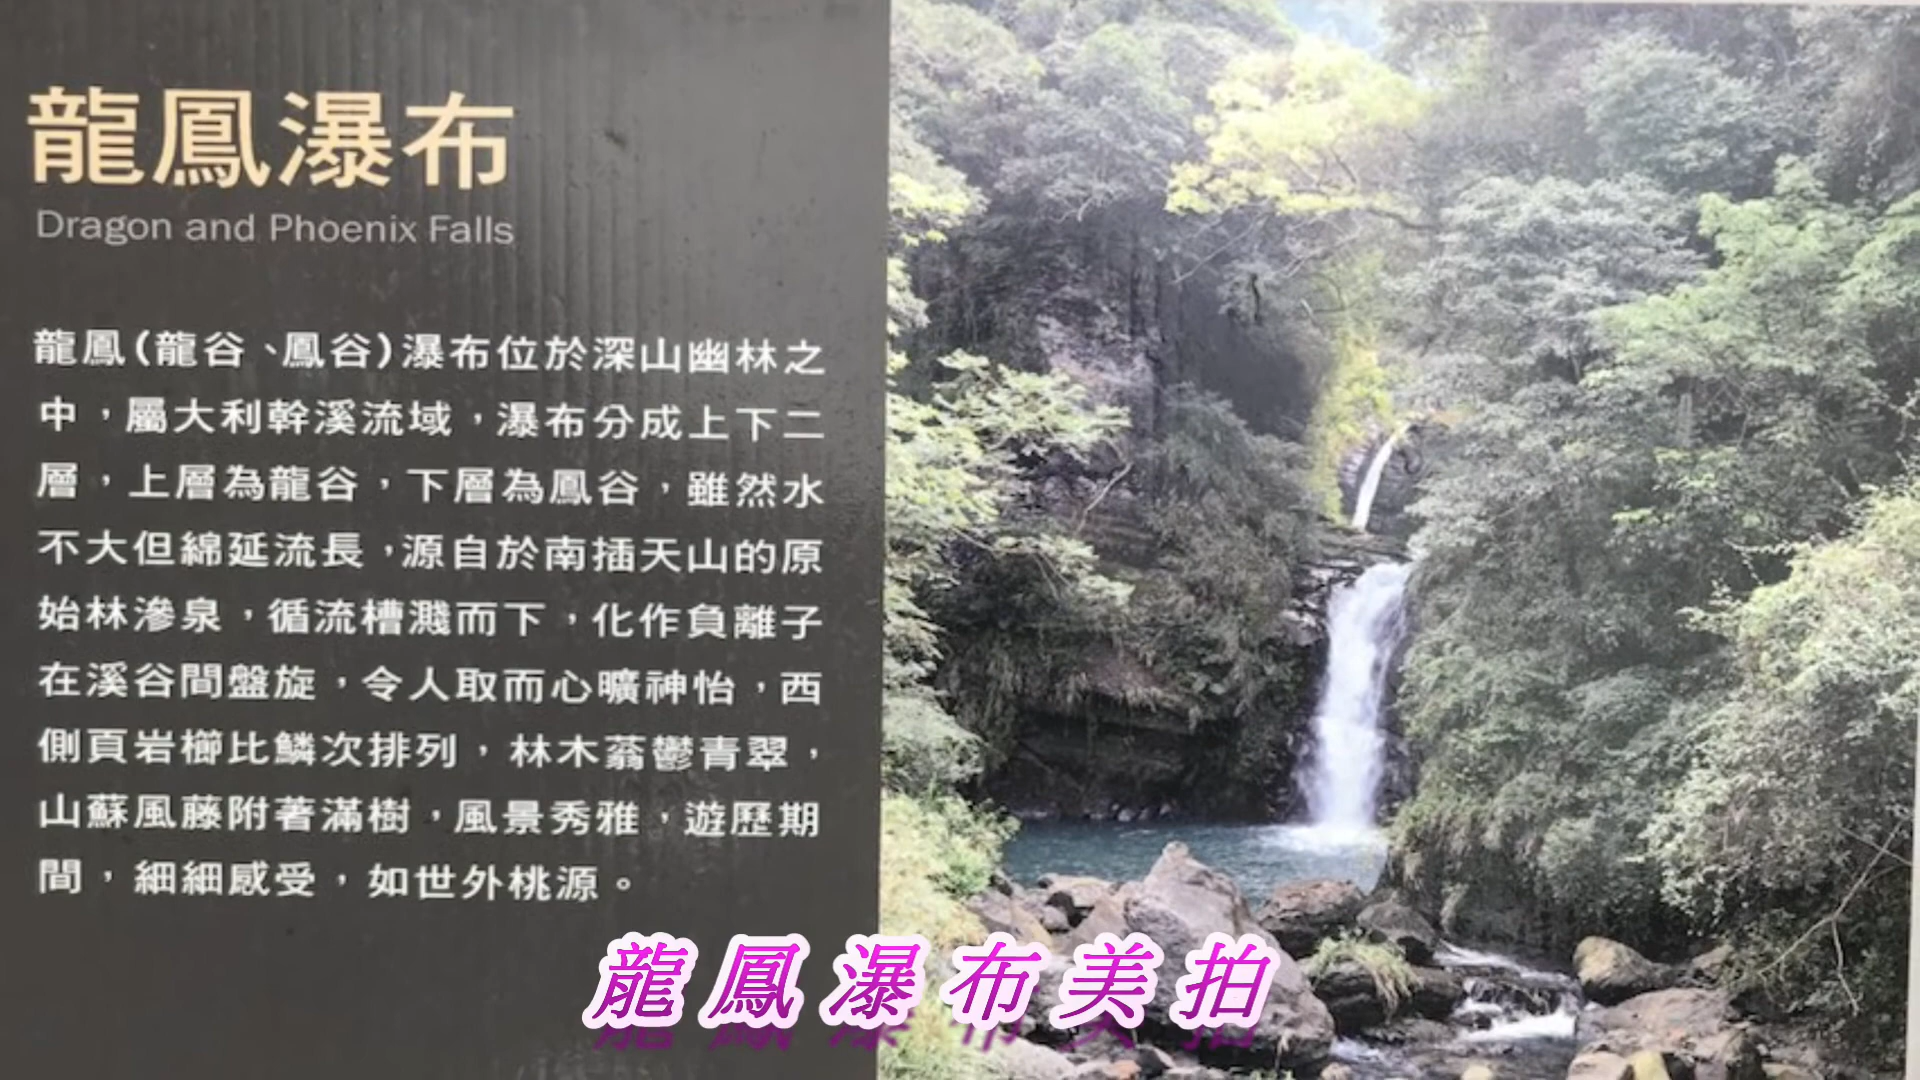 龍鳳瀑布
Dragon and Phoenix Falls
龍鳳(龍谷、鳳谷)瀑布位於深山幽林之
中，屬大利幹溪流域，瀑布分成上下二
層，上層為龍谷，下層為鳳谷，雖然水
不大但綿延流長，源自於南插天山的原
始林滲泉，循流槽濺而下，化作負離子
在溪谷間盤旋，令人取而心曠神怡，西
側頁岩櫛比鱗次排列，林木蓊鬱青翠，
山蘇風藤附著滿樹，風景秀雅，遊歷期
間，細細感受，如世外桃源。
龍鳳瀑布美拍